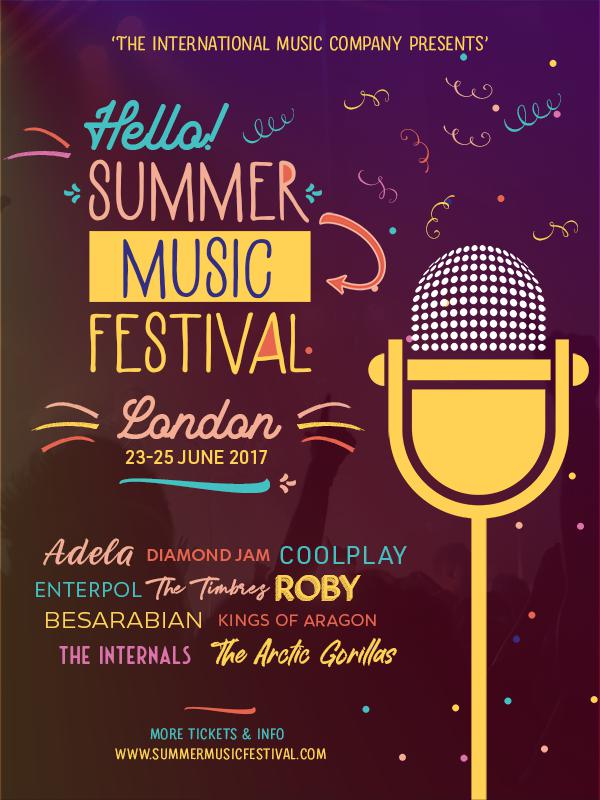 ‘THE INTERNATIONAL MUSIC COMPANY PRESENTS’
Hello!
SUMMER
MUSIC
FESTIVAL
London
23-25 JUNE 2017
Adela DIAMOND JAM COOLPLAY
ENTERPOL The Timbres ROBY
BESARABIAN KINGS OF ARAGON
THE INTERNALS The Arctic Gorillas
MORE TICKETS & INFO
WWW.SUMMERMUSICFESTIVAL.COM